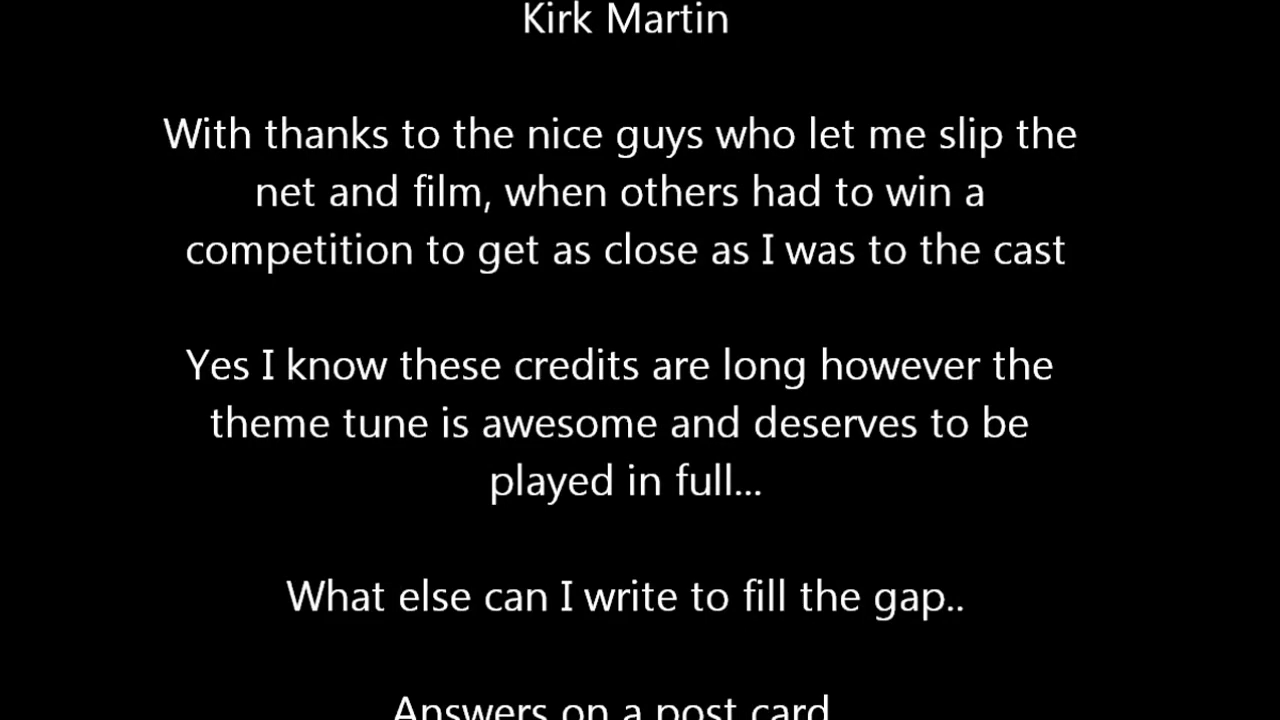 Kirk Martin
With thanks to the nice guys who let me slip the
net and film, when others had to win a
competition to get as close as I was to the cast
Yes I know these credits are long however the
theme tune is awesome and deserves to be
played in full...
What else can I write to fill the gap..
Answers on a post card